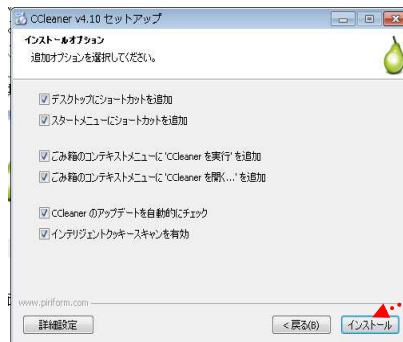 CCleaner v4.10 セットアップ
インストールオプション
追加オプションを選択してください。
デスクトップにショートカットを追加
スタートメニューにショートカットを追加
ごみ箱のコンテキストメニューに 'CCleaner を実行' を追加
ごみ箱のコンテキストメニューに 'CCleaner を開く...' を追加
CCleaner のアップデートを自動的にチェック
インテリジェントクッキースキャンを有効
www.piriform.com
詳細設定
< 戻る(B)
インストール